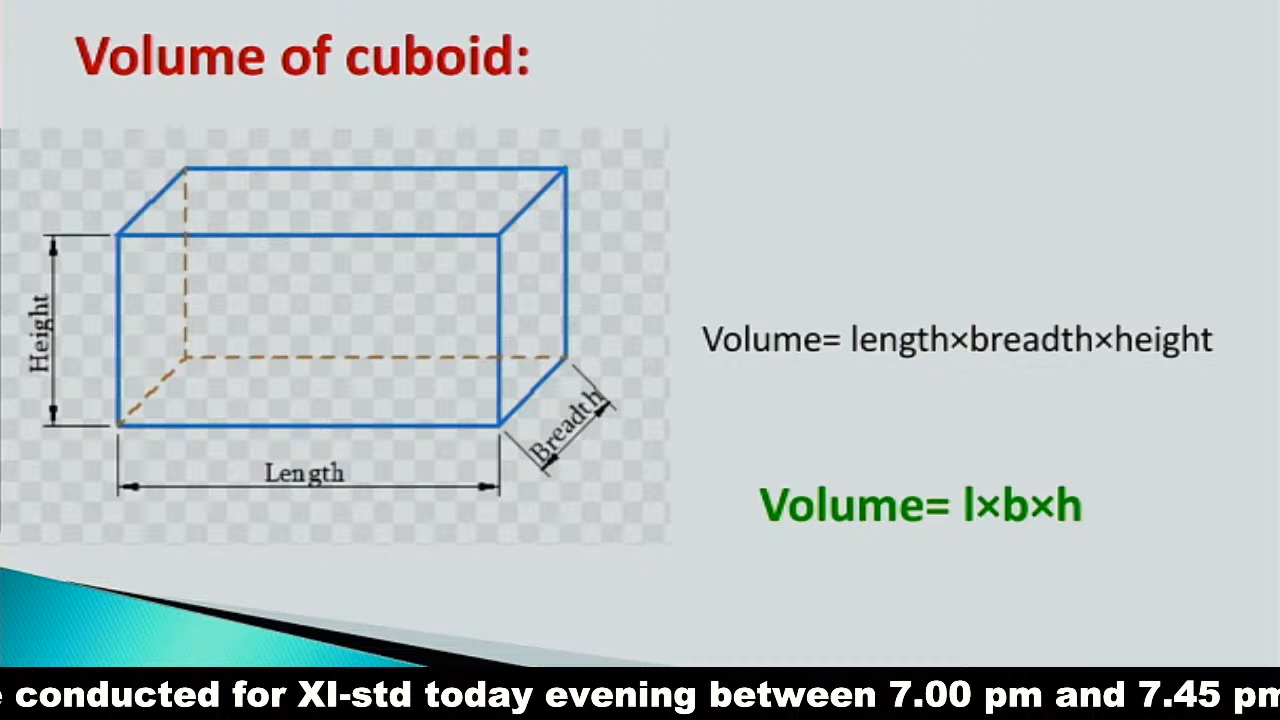 Volume of cuboid:
Height
Length
Breadth
Volume= length×breadth×height
Volume= l×b×h
conducted for XI-std today evening between 7.00 pm and 7.45 pm